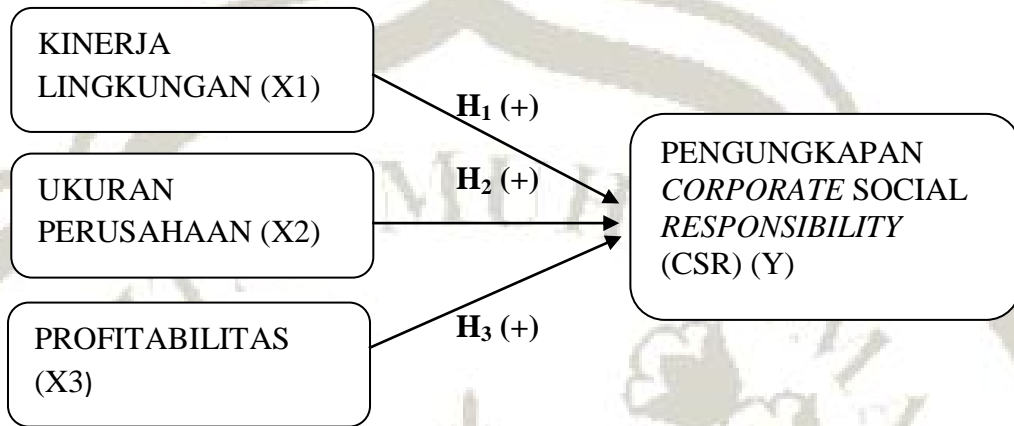 KINERJA
LINGKUNGAN (X1)
UKURAN
PERUSAHAAN (X2)
PROFITABILITAS
(X3)
H1 (+)
H2 (+)
H3 (+)
PENGUNGKAPAN
CORPORATE SOCIAL
RESPONSIBILITY
(CSR) (Y)